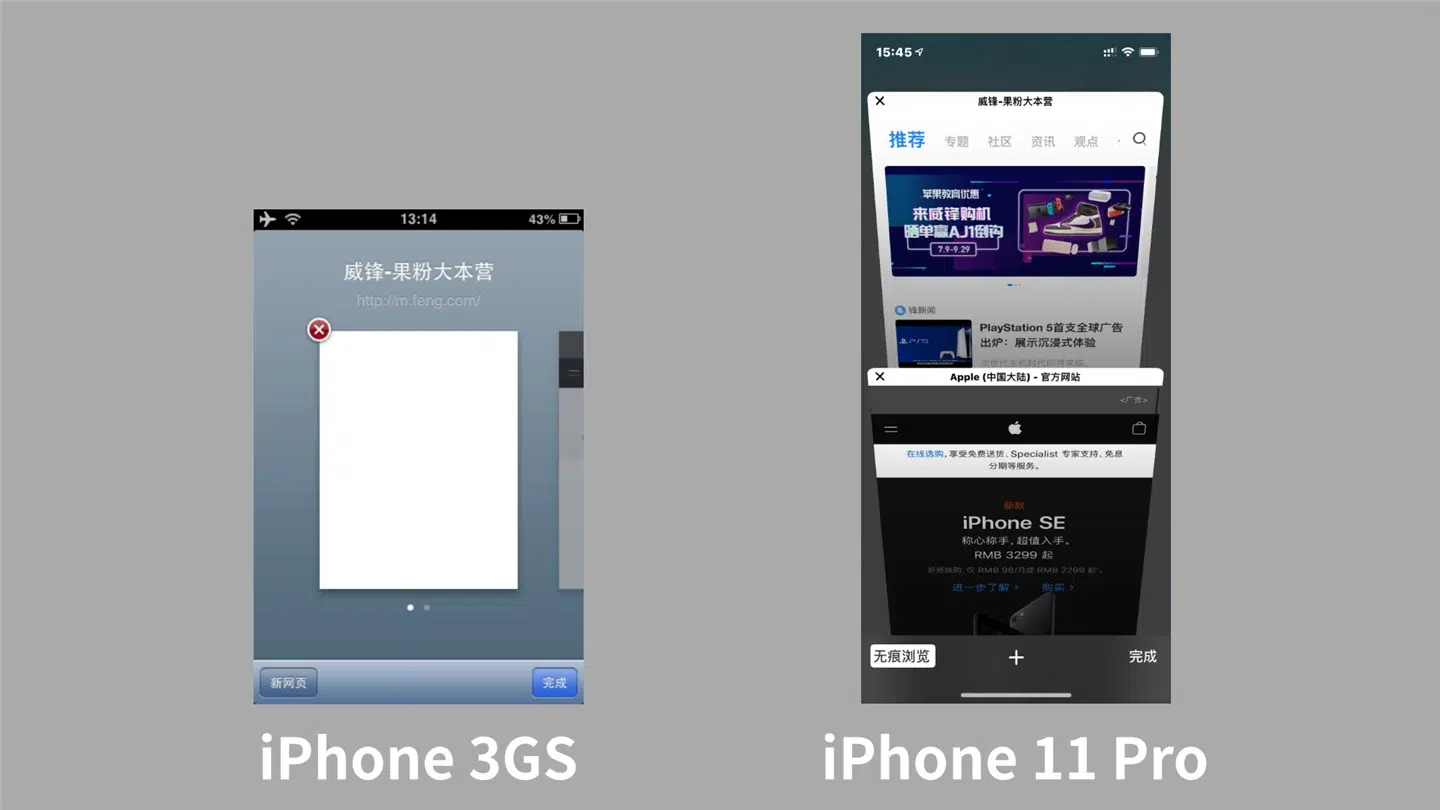 13:14
43%
威锋-果粉大本营
http://m.feng.com/
新网页
完成
iPhone 3GS
15:45
威锋-果粉大本营
推荐 专题 社区 资讯 观点
苹果教育优惠
来威锋购机
晒单赢AJ1倒钩
7.9-9.29
锋新闻
PlayStation 5首支全球广告
出炉：展示沉浸式体验
Apple (中国大陆) - 官方网站
<广告>
在线选购，享受免费送货、Specialist 专家支持、免息
分期等服务。
新款
iPhone SE
称心称手，超值入手。
RMB 3299 起
进一步了解 >
购买 >
无痕浏览
完成
iPhone 11 Pro